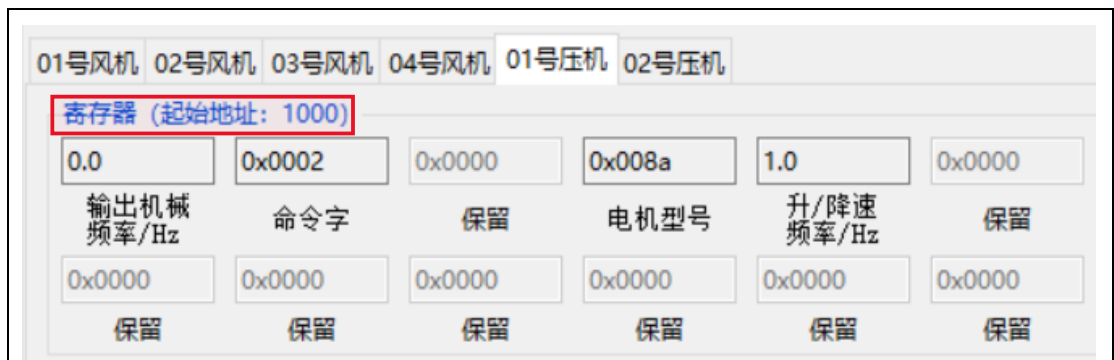 01号风机 02号风机 03号风机 04号风机 01号压机 02号压机
寄存器 (起始地址: 1000)
0.0 0x0002 0x0000 0x008a 1.0 0x0000
输出机械频率/Hz 命令字 保留 电机型号 升/降速频率/Hz 保留
0x0000 0x0000 0x0000 0x0000 0x0000 0x0000
保留 保留 保留 保留 保留 保留